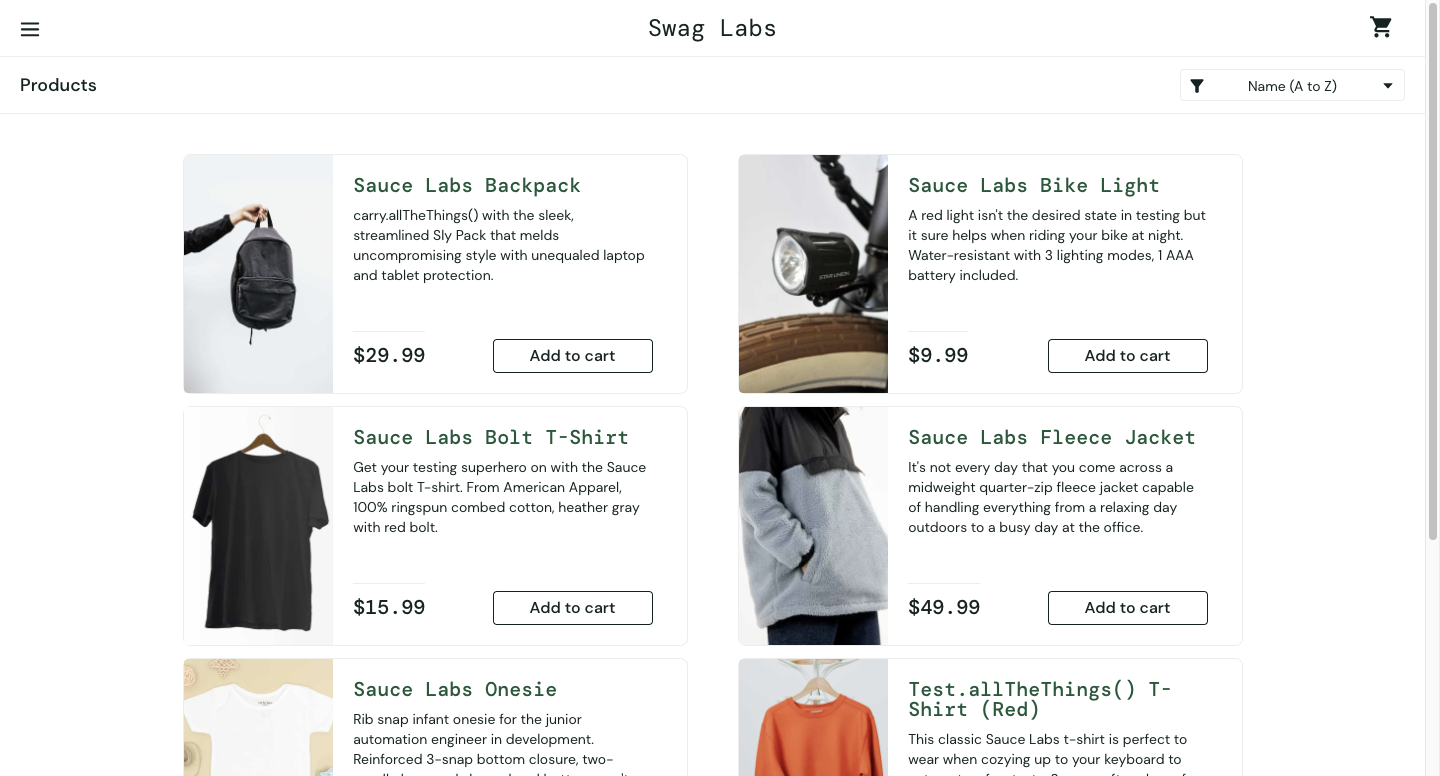 Swag Labs
Products
Name (A to Z)
Sauce Labs Backpack
carry.allTheThings() with the sleek,
streamlined Sly Pack that melds
uncompromising style with unequaled laptop
and tablet protection.
$29.99
Add to cart
Sauce Labs Bike Light
A red light isn't the desired state in testing but
it sure helps when riding your bike at night.
Water-resistant with 3 lighting modes, 1 AAA
battery included.
$9.99
Add to cart
Sauce Labs Bolt T-Shirt
Get your testing superhero on with the Sauce
Labs bolt T-shirt. From American Apparel,
100% ringspun combed cotton, heather gray
with red bolt.
$15.99
Add to cart
Sauce Labs Fleece Jacket
It's not every day that you come across a
midweight quarter-zip fleece jacket capable
of handling everything from a relaxing day
outdoors to a busy day at the office.
$49.99
Add to cart
Sauce Labs Onesie
Rib snap infant onesie for the junior
automation engineer in development.
Reinforced 3-snap bottom closure, two-
Test.allTheThings() T-
Shirt (Red)
This classic Sauce Labs t-shirt is perfect to
wear when cozying up to your keyboard to